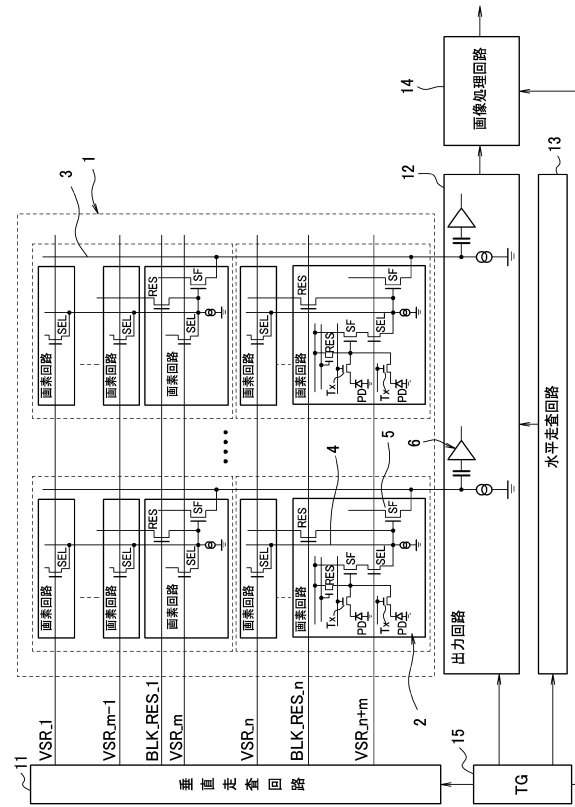 11
垂直走査回路
VSR_1
VSR_m-1
BLK_RES_1
VSR_m
VSR_n
BLK_RES_n
VSR_n+m
1
3
画素回路
SEL
画素回路
SEL
画素回路
RES
SF
SEL
画素回路
SEL
画素回路
RES
SF
RES
SF
SEL
Tx
PD
Tx
PD
4
5
2
画素回路
SEL
画素回路
SEL
画素回路
RES
SF
SEL
画素回路
SEL
画素回路
RES
SF
RES
SF
SEL
Tx
PD
Tx
PD
6
12
出力回路
13
水平走査回路
14
画像処理回路
15
TG